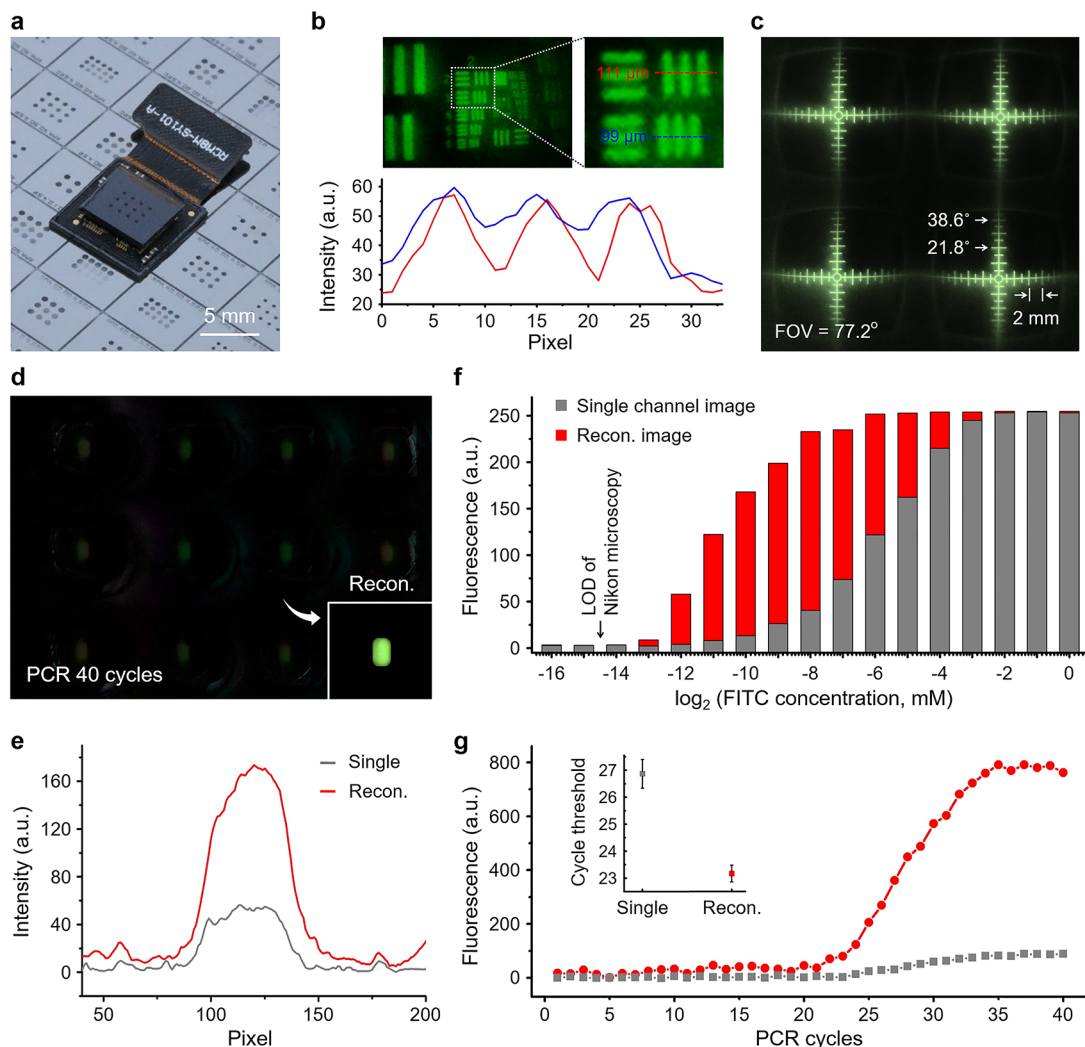 a
RCM8M-SY101-A
5 mm
b
111 µm
99 µm
Intensity (a.u.)
60
50
40
30
20
0
5
10
15
20
25
30
Pixel
c
38.6°
21.8°
2 mm
FOV = 77.2°
d
Recon.
PCR 40 cycles
f
Single channel image
Recon. image
Fluorescence (a.u.)
250
200
150
100
50
0
LOD of
Nikon microscopy
-16
-14
-12
-10
-8
-6
-4
-2
0
log₂ (FITC concentration, mM)
e
Single
Recon.
Intensity (a.u.)
160
120
80
40
0
50
100
150
200
Pixel
g
Fluorescence (a.u.)
800
600
400
200
0
Cycle threshold
27
26
25
24
23
Single
Recon.
0
5
10
15
20
25
30
35
40
PCR cycles